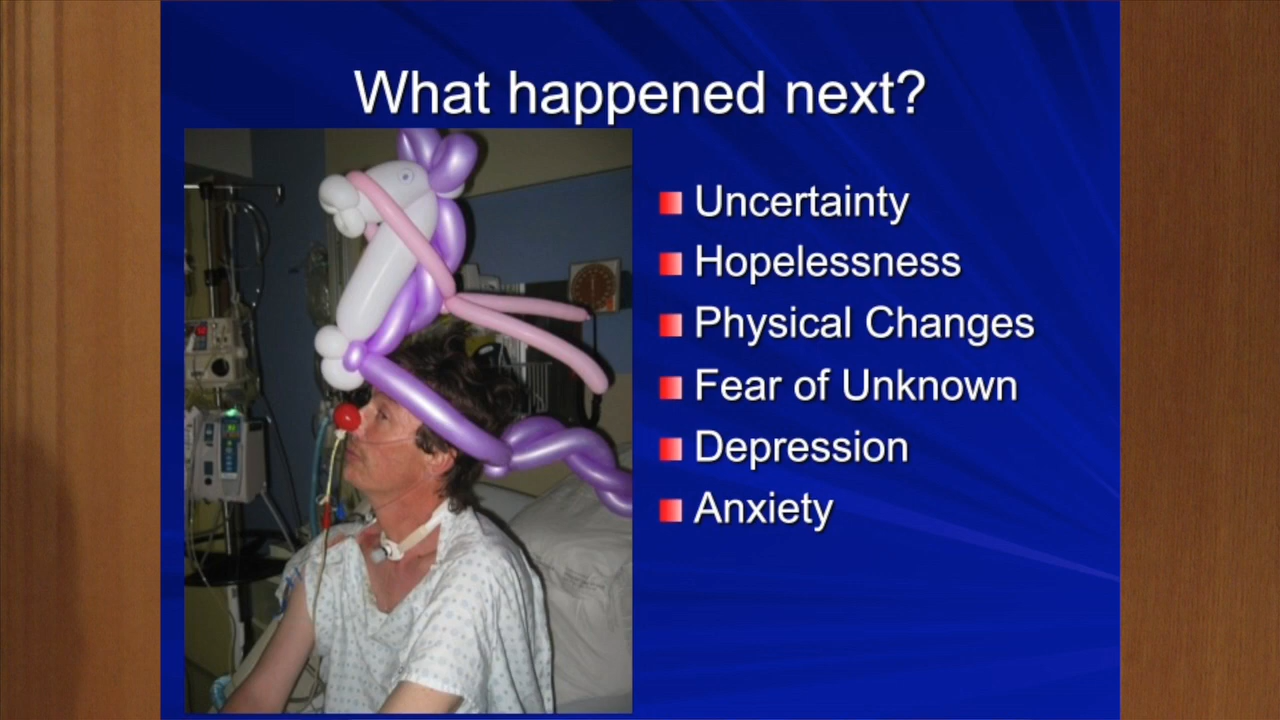 What happened next?
Uncertainty
Hopelessness
Physical Changes
Fear of Unknown
Depression
Anxiety